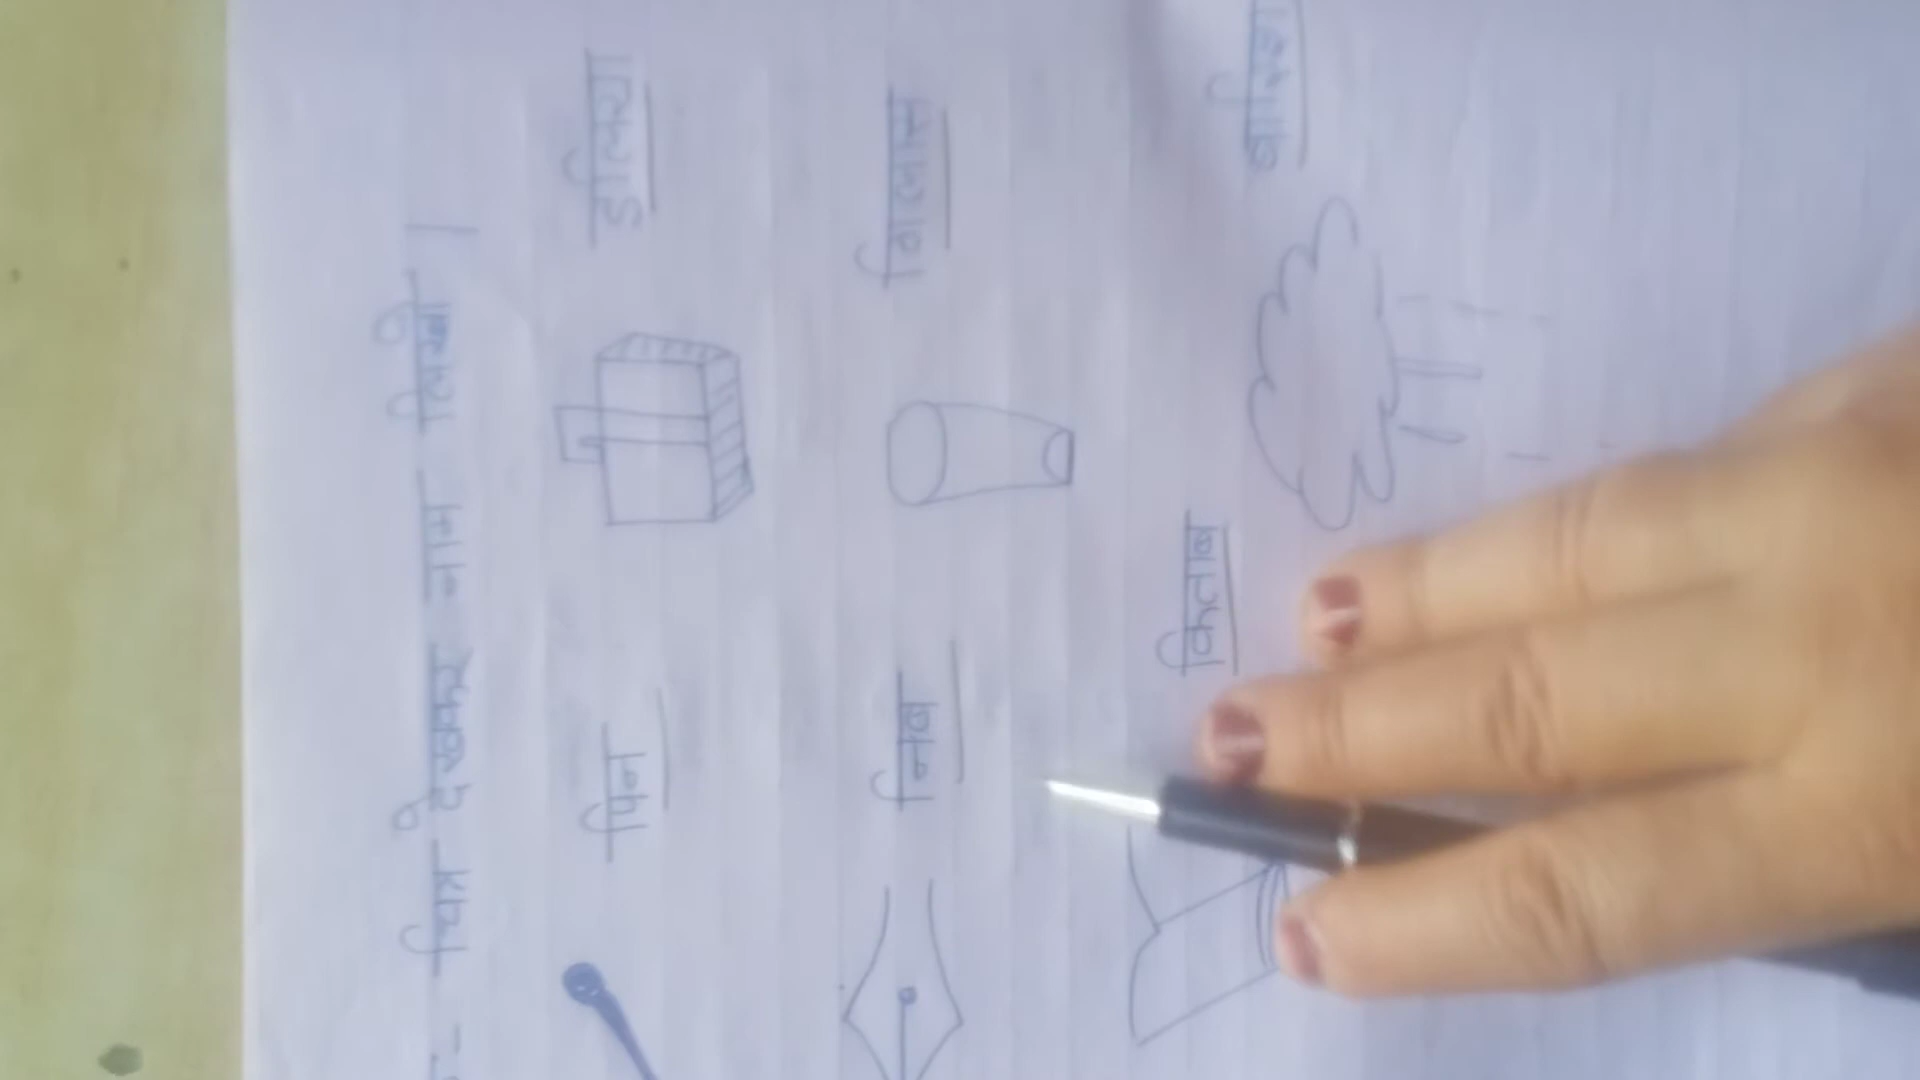 चित्र देखकर नाम लिखो।
पिन डलिया
निब गिलास
किताब बारिश